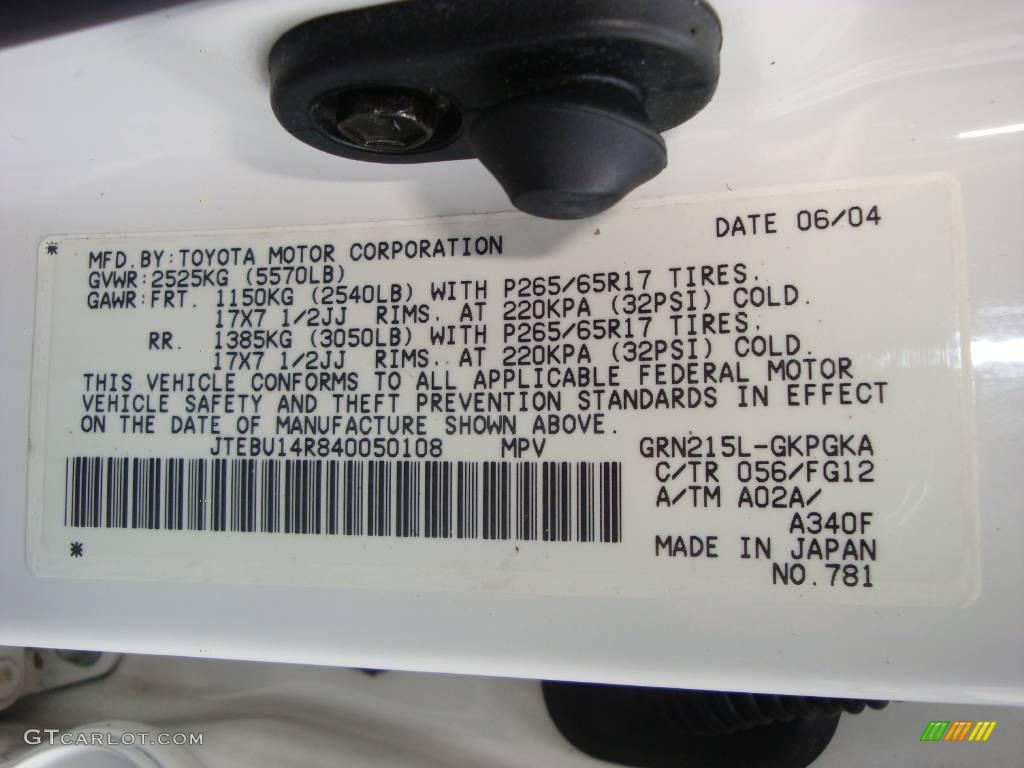 DATE 06/04
MFD.BY:TOYOTA MOTOR CORPORATION
GVWR:2525KG (5570LB)
GAWR:FRT. 1150KG (2540LB) WITH P265/65R17 TIRES.
17X7 1/2JJ RIMS, AT 220KPA (32PSI) COLD.
RR. 1385KG (3050LB) WITH P265/65R17 TIRES.
17X7 1/2JJ RIMS, AT 220KPA (32PSI) COLD.
THIS VEHICLE CONFORMS TO ALL APPLICABLE FEDERAL MOTOR
VEHICLE SAFETY AND THEFT PREVENTION STANDARDS IN EFFECT
ON THE DATE OF MANUFACTURE SHOWN ABOVE.
JTEBU14R840050108 MPV GRN215L-GKPGKA
C/TR 056/FG12
A/TM A02A/
A340F
MADE IN JAPAN
NO.781
GTCARLOT.COM